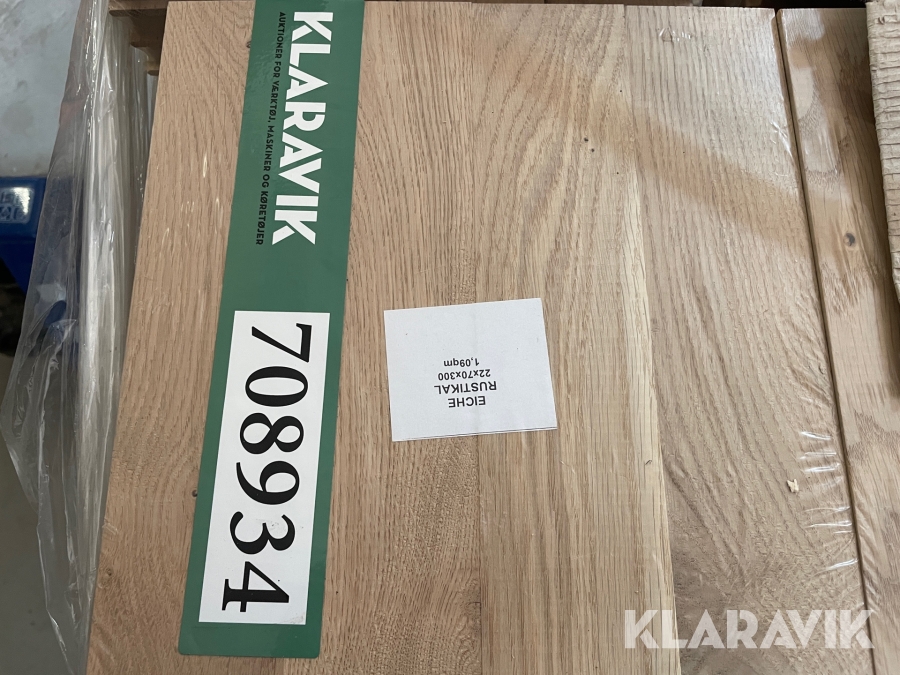 KLARAVIK
AUKTIONER FOR VÆRKTØJ, MASKINER OG KØRETØJER
708934
EICHE
RUSTIKAL
22x70x300
1,09qm
KLARAVIK